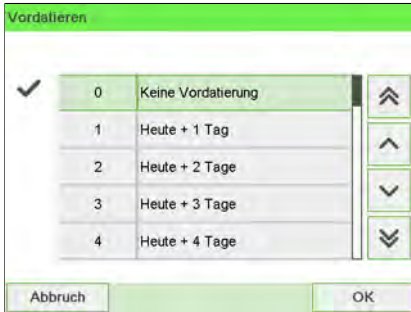 Vordatieren
0 Keine Vordatierung
1 Heute + 1 Tag
2 Heute + 2 Tage
3 Heute + 3 Tage
4 Heute + 4 Tage
Abbruch OK